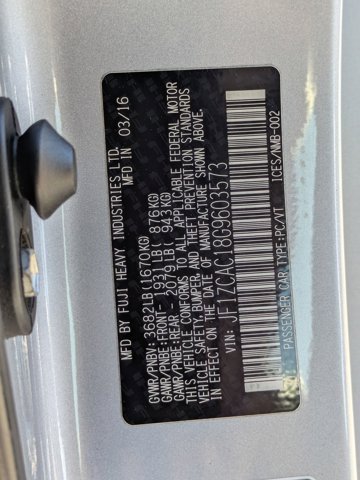 MFD BY FUJI HEAVY INDUSTRIES LTD.
MFD IN 03/16
GVWR/PNBV: 3682LB(1670KG)
GAWR/PNBE:FRONT- 1931LB( 876KG)
GAWR/PNBE:REAR - 2079LB( 943KG)
THIS VEHICLE CONFORMS TO ALL APPLICABLE FEDERAL MOTOR
VEHICLE SAFETY AND THEFT PREVENTION STANDARDS
IN EFFECT ON THE DATE OF MANUFACTURE SHOWN ABOVE.
VIN: JF1ZCAC18G9603573
PASSENGER CAR/TYPE:PC/VT ICES/NMB-002